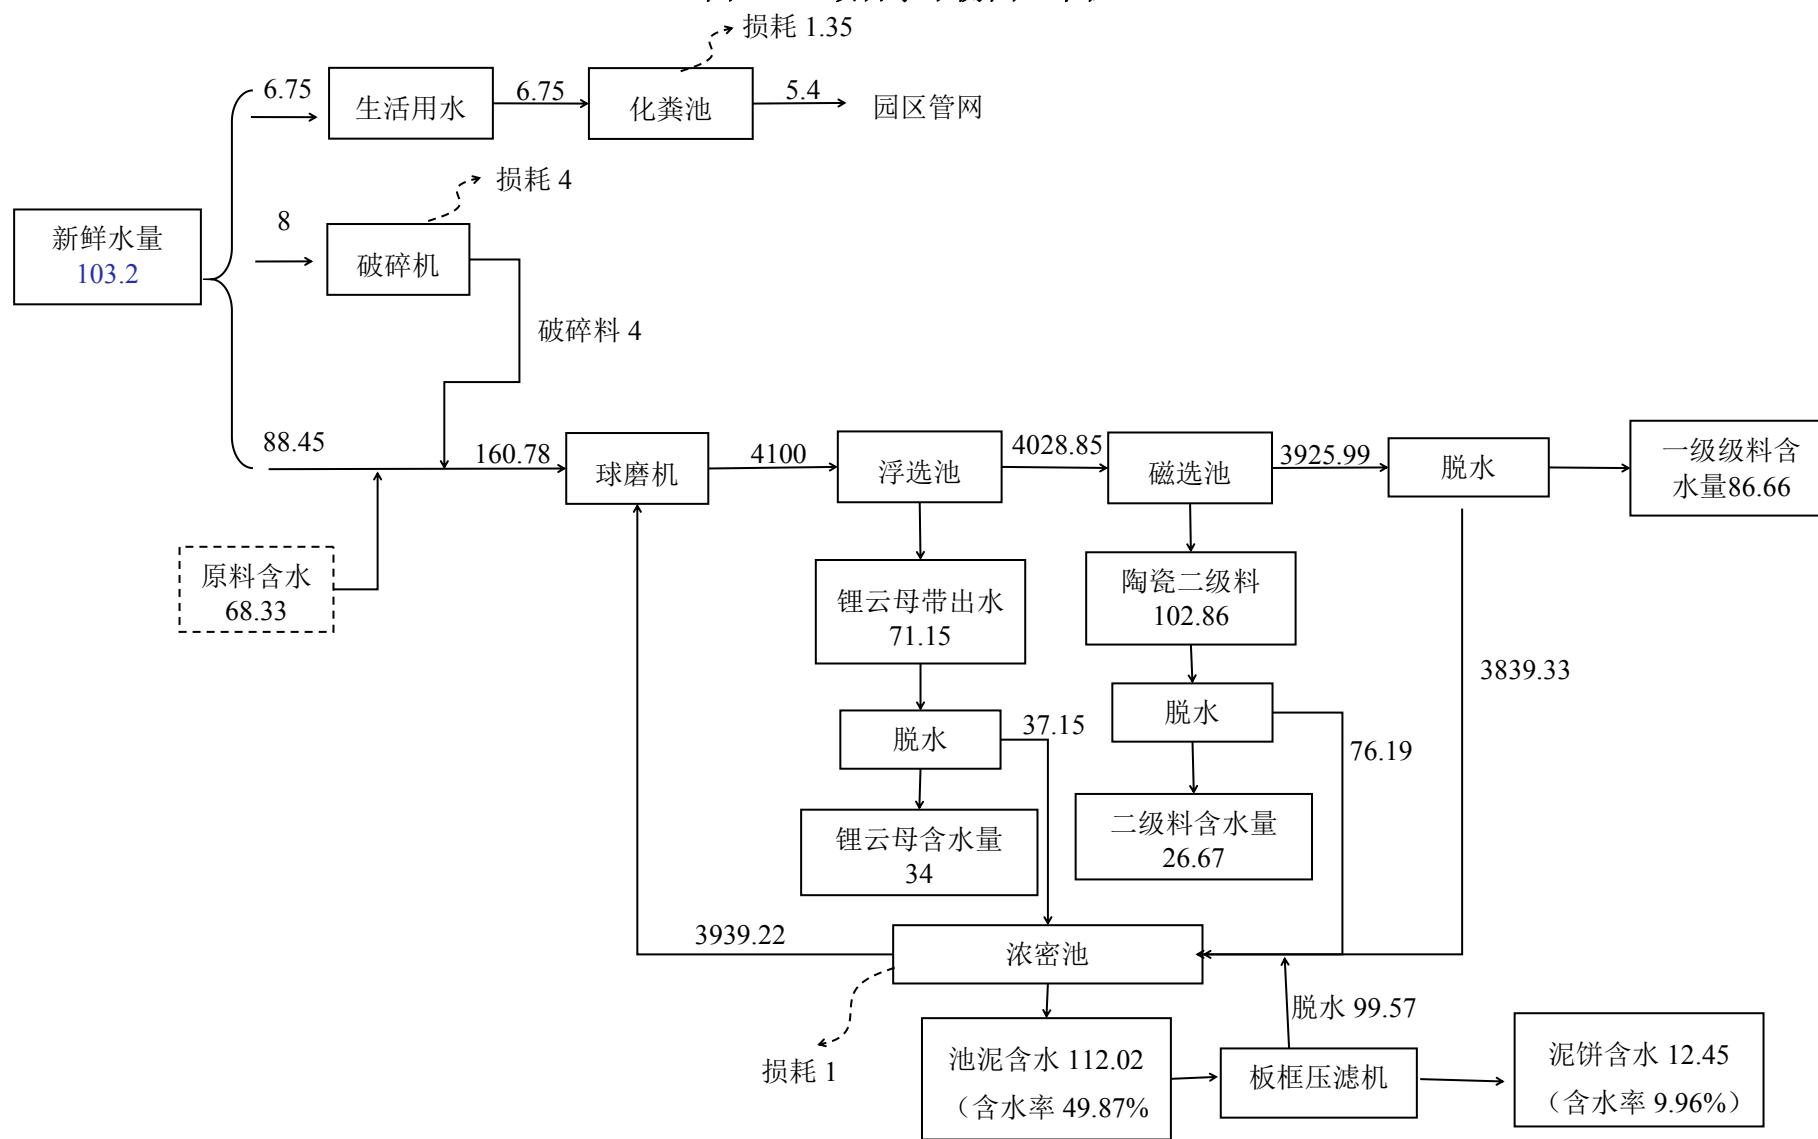 损耗 1.35
6.75
生活用水
6.75
化粪池
5.4
园区管网
损耗 4
新鲜水量
103.2
8
破碎机
破碎料 4
88.45
160.78
球磨机
4100
浮选池
4028.85
磁选池
3925.99
脱水
一级级料含
水量86.66
原料含水
68.33
锂云母带出水
71.15
陶瓷二级料
102.86
3839.33
脱水
37.15
脱水
76.19
锂云母含水量
34
二级料含水量
26.67
3939.22
浓密池
脱水 99.57
损耗 1
池泥含水 112.02
（含水率 49.87%
板框压滤机
泥饼含水 12.45
（含水率 9.96%）